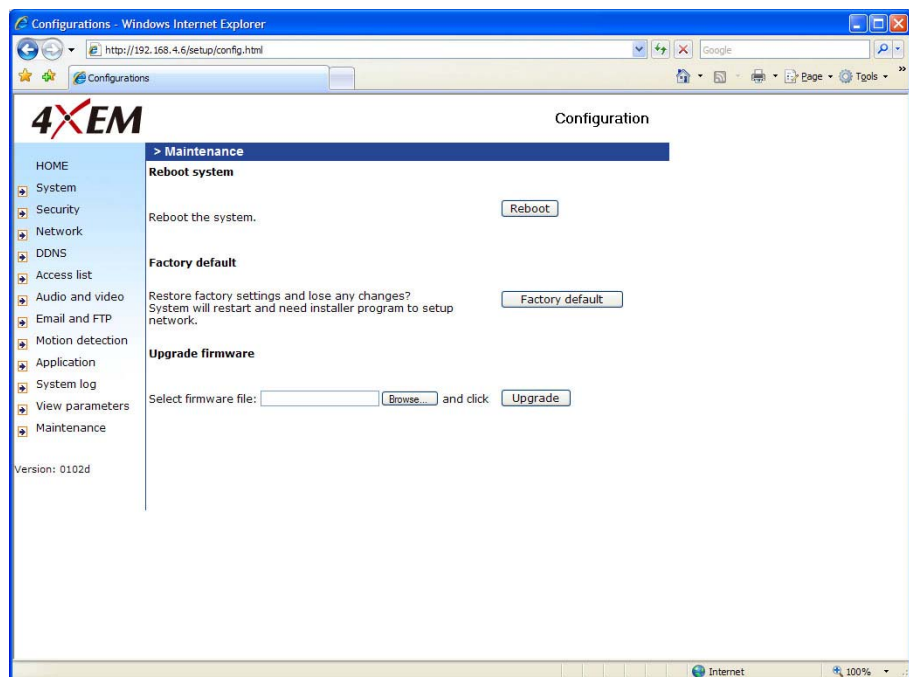 Configurations - Windows Internet Explorer
http://192.168.4.6/setup/config.html
Google
Configurations
Page
Tools
»
4XEM
Configuration
> Maintenance
HOME
System
Security
Network
DDNS
Access list
Audio and video
Email and FTP
Motion detection
Application
System log
View parameters
Maintenance
Version: 0102d
Reboot system
Reboot the system.
Reboot
Factory default
Restore factory settings and lose any changes?
System will restart and need installer program to setup
network.
Factory default
Upgrade firmware
Select firmware file:
Browse...
and click
Upgrade
Internet
100%